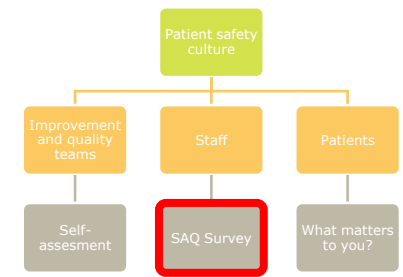 Patient safety
culture
Improvement
and quality
teams
Staff
Patients
Self-
assesment
SAQ Survey
What matters
to you?